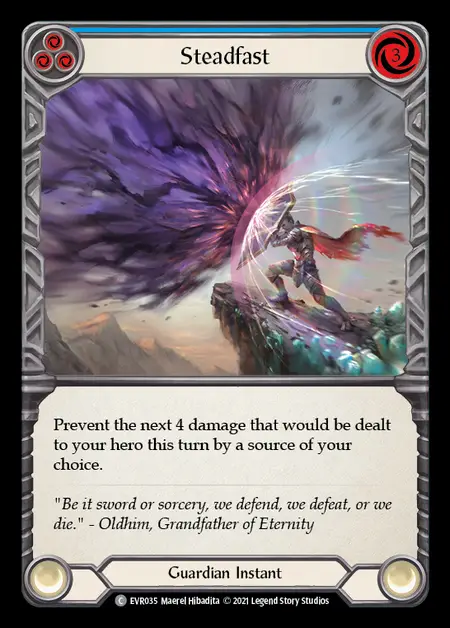 Steadfast
3
Prevent the next 4 damage that would be dealt
to your hero this turn by a source of your
choice.
"Be it sword or sorcery, we defend, we defeat, or we
die." - Oldhim, Grandfather of Eternity
Guardian Instant
C EVR035 Maerel Hibadita © 2021 Legend Story Studios